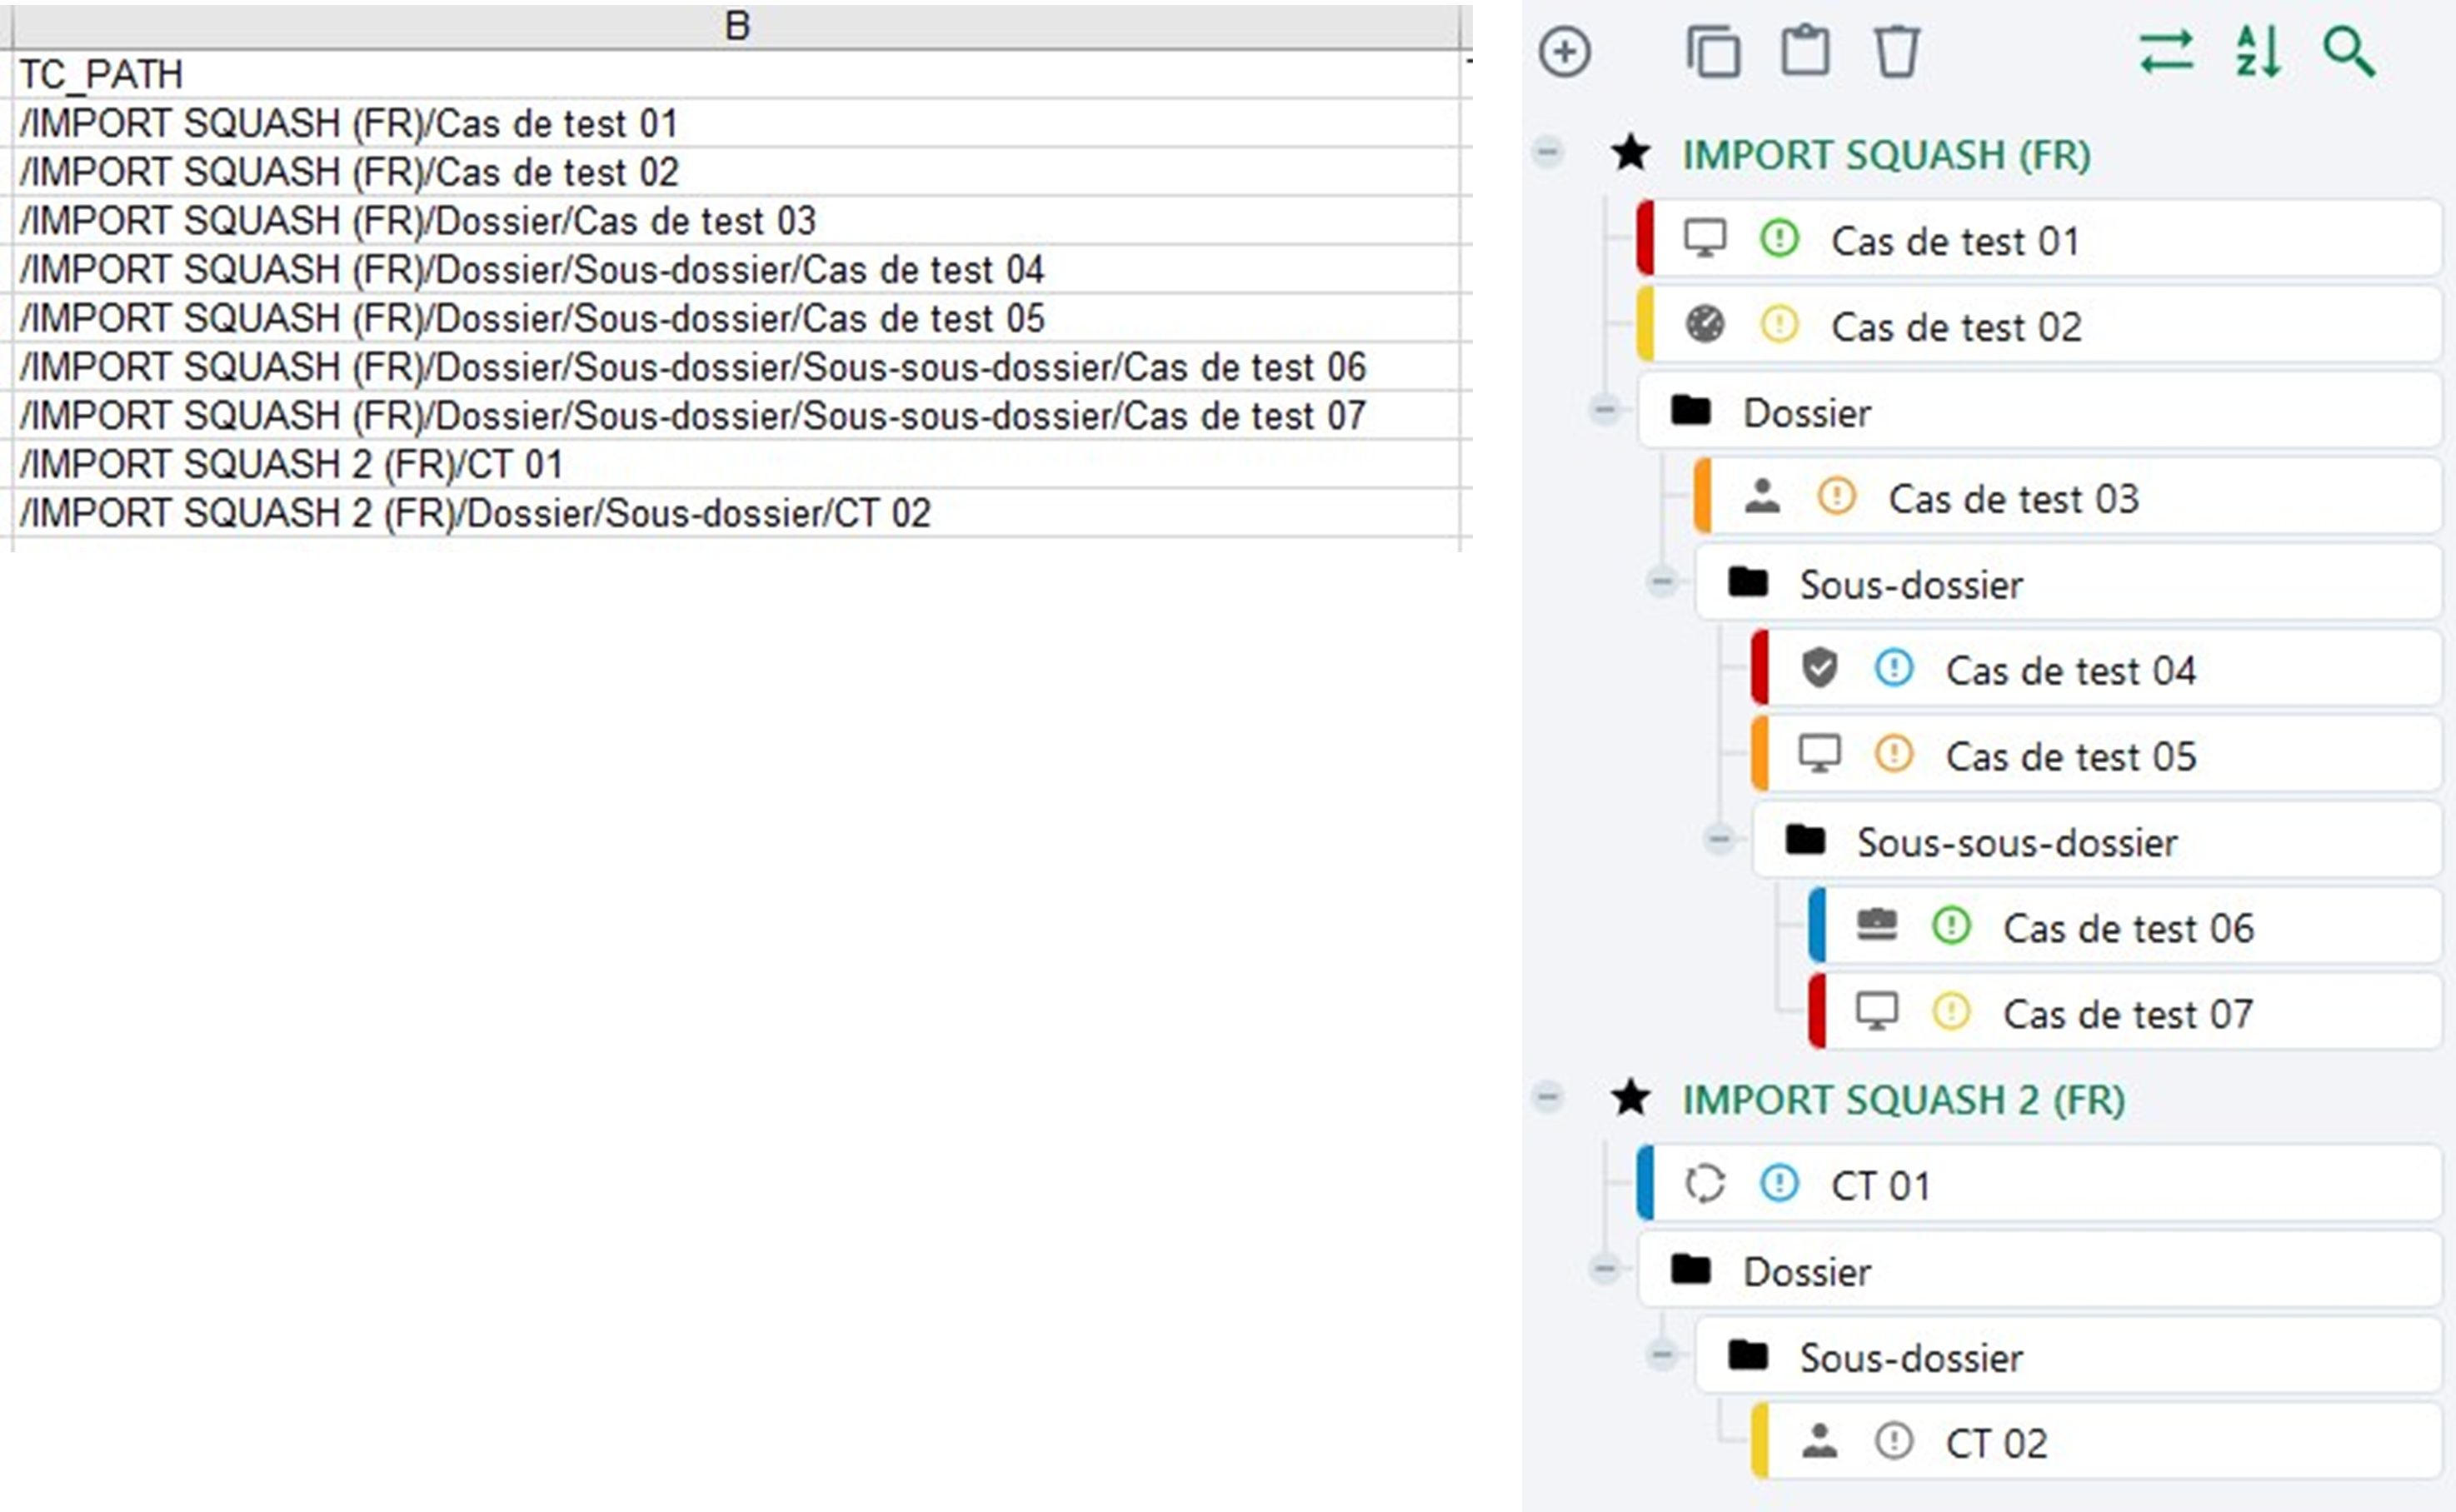 B
TC_PATH
/IMPORT SQUASH (FR)/Cas de test 01
/IMPORT SQUASH (FR)/Cas de test 02
/IMPORT SQUASH (FR)/Dossier/Cas de test 03
/IMPORT SQUASH (FR)/Dossier/Sous-dossier/Cas de test 04
/IMPORT SQUASH (FR)/Dossier/Sous-dossier/Cas de test 05
/IMPORT SQUASH (FR)/Dossier/Sous-dossier/Sous-sous-dossier/Cas de test 06
/IMPORT SQUASH (FR)/Dossier/Sous-dossier/Sous-sous-dossier/Cas de test 07
/IMPORT SQUASH 2 (FR)/CT 01
/IMPORT SQUASH 2 (FR)/Dossier/Sous-dossier/CT 02
A
Z
IMPORT SQUASH (FR)
Cas de test 01
Cas de test 02
Dossier
Cas de test 03
Sous-dossier
Cas de test 04
Cas de test 05
Sous-sous-dossier
Cas de test 06
Cas de test 07
IMPORT SQUASH 2 (FR)
CT 01
Dossier
Sous-dossier
CT 02